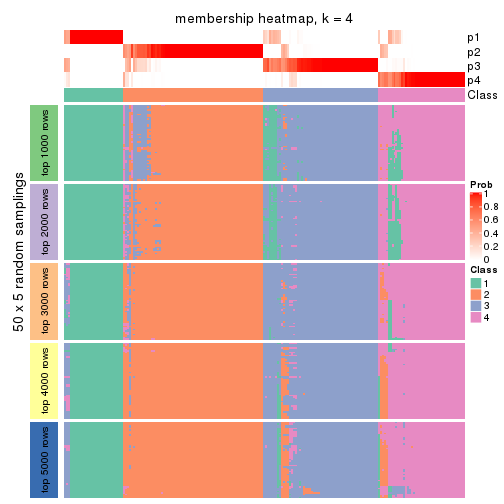 membership heatmap, k = 4
p1
p2
p3
p4
Class
50 x 5 random samplings
top 1000 rows
top 2000 rows
top 3000 rows
top 4000 rows
top 5000 rows
Prob
1
0.8
0.6
0.4
0.2
0
Class
1
2
3
4